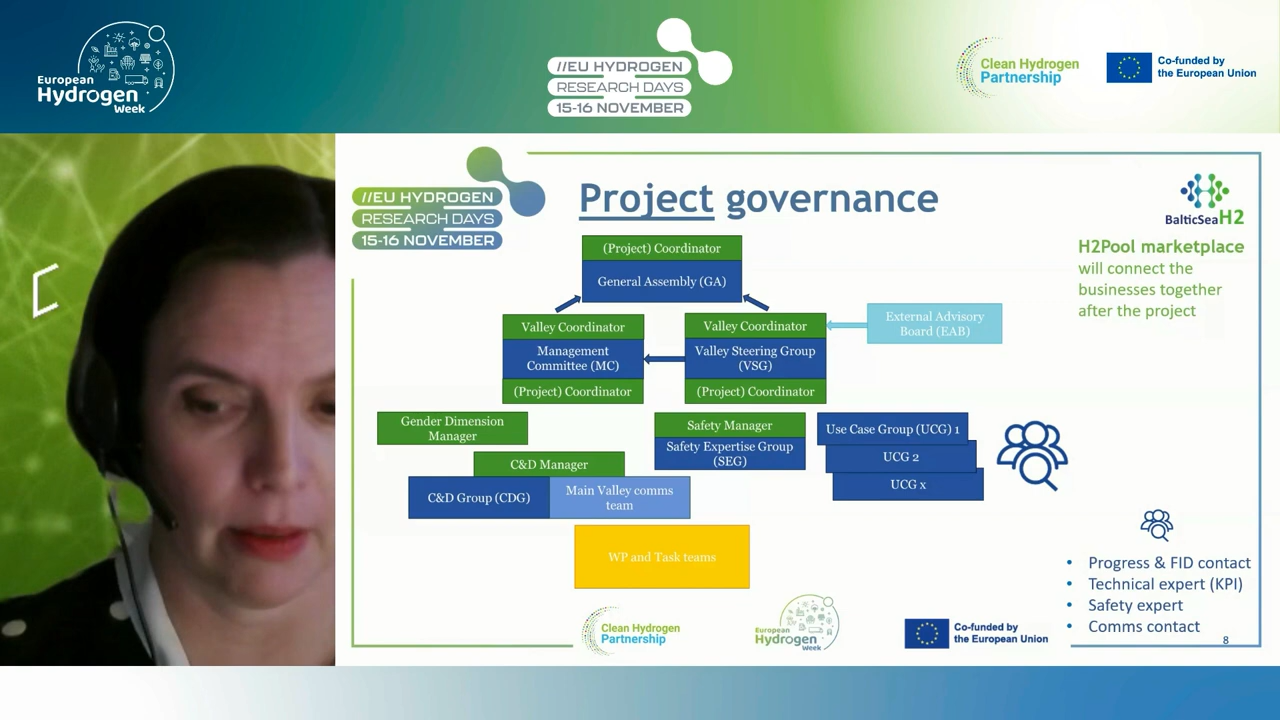 European
Hydrogen
Week
//EU HYDROGEN
RESEARCH DAYS
15-16 NOVEMBER
Clean Hydrogen
Partnership
Co-funded by
the European Union
//EU HYDROGEN
RESEARCH DAYS
15-16 NOVEMBER
Project governance
BalticSeaH2
H2Pool marketplace
will connect the
businesses together
after the project
(Project) Coordinator
General Assembly (GA)
Valley Coordinator
Management
Committee (MC)
(Project) Coordinator
Valley Coordinator
Valley Steering Group
(VSG)
(Project) Coordinator
External Advisory
Board (EAB)
Gender Dimension
Manager
C&D Manager
C&D Group (CDG)
Main Valley comms
team
Safety Manager
Safety Expertise Group
(SEG)
Use Case Group (UCG) 1
UCG 2
UCG x
WP and Task teams
• Progress & FID contact
• Technical expert (KPI)
• Safety expert
• Comms contact
Clean Hydrogen
Partnership
European
Hydrogen
Week
Co-funded by
the European Union
8